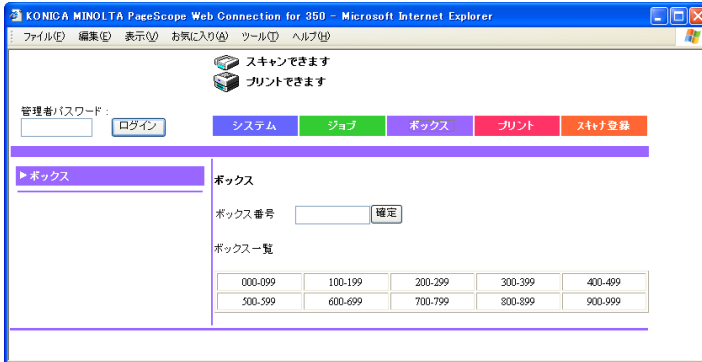 KONICA MINOLTA PageScope Web Connection for 350 - Microsoft Internet Explorer
ファイル(F) 編集(E) 表示(V) お気に入り(A) ツール(T) ヘルプ(H)
スキャンできます
プリントできます
管理者パスワード:
ログイン
システム ジョブ ボックス プリント スキャナ登録
ボックス
ボックス
ボックス番号 確定
ボックス一覧
000-099 100-199 200-299 300-399 400-499
500-599 600-699 700-799 800-899 900-999